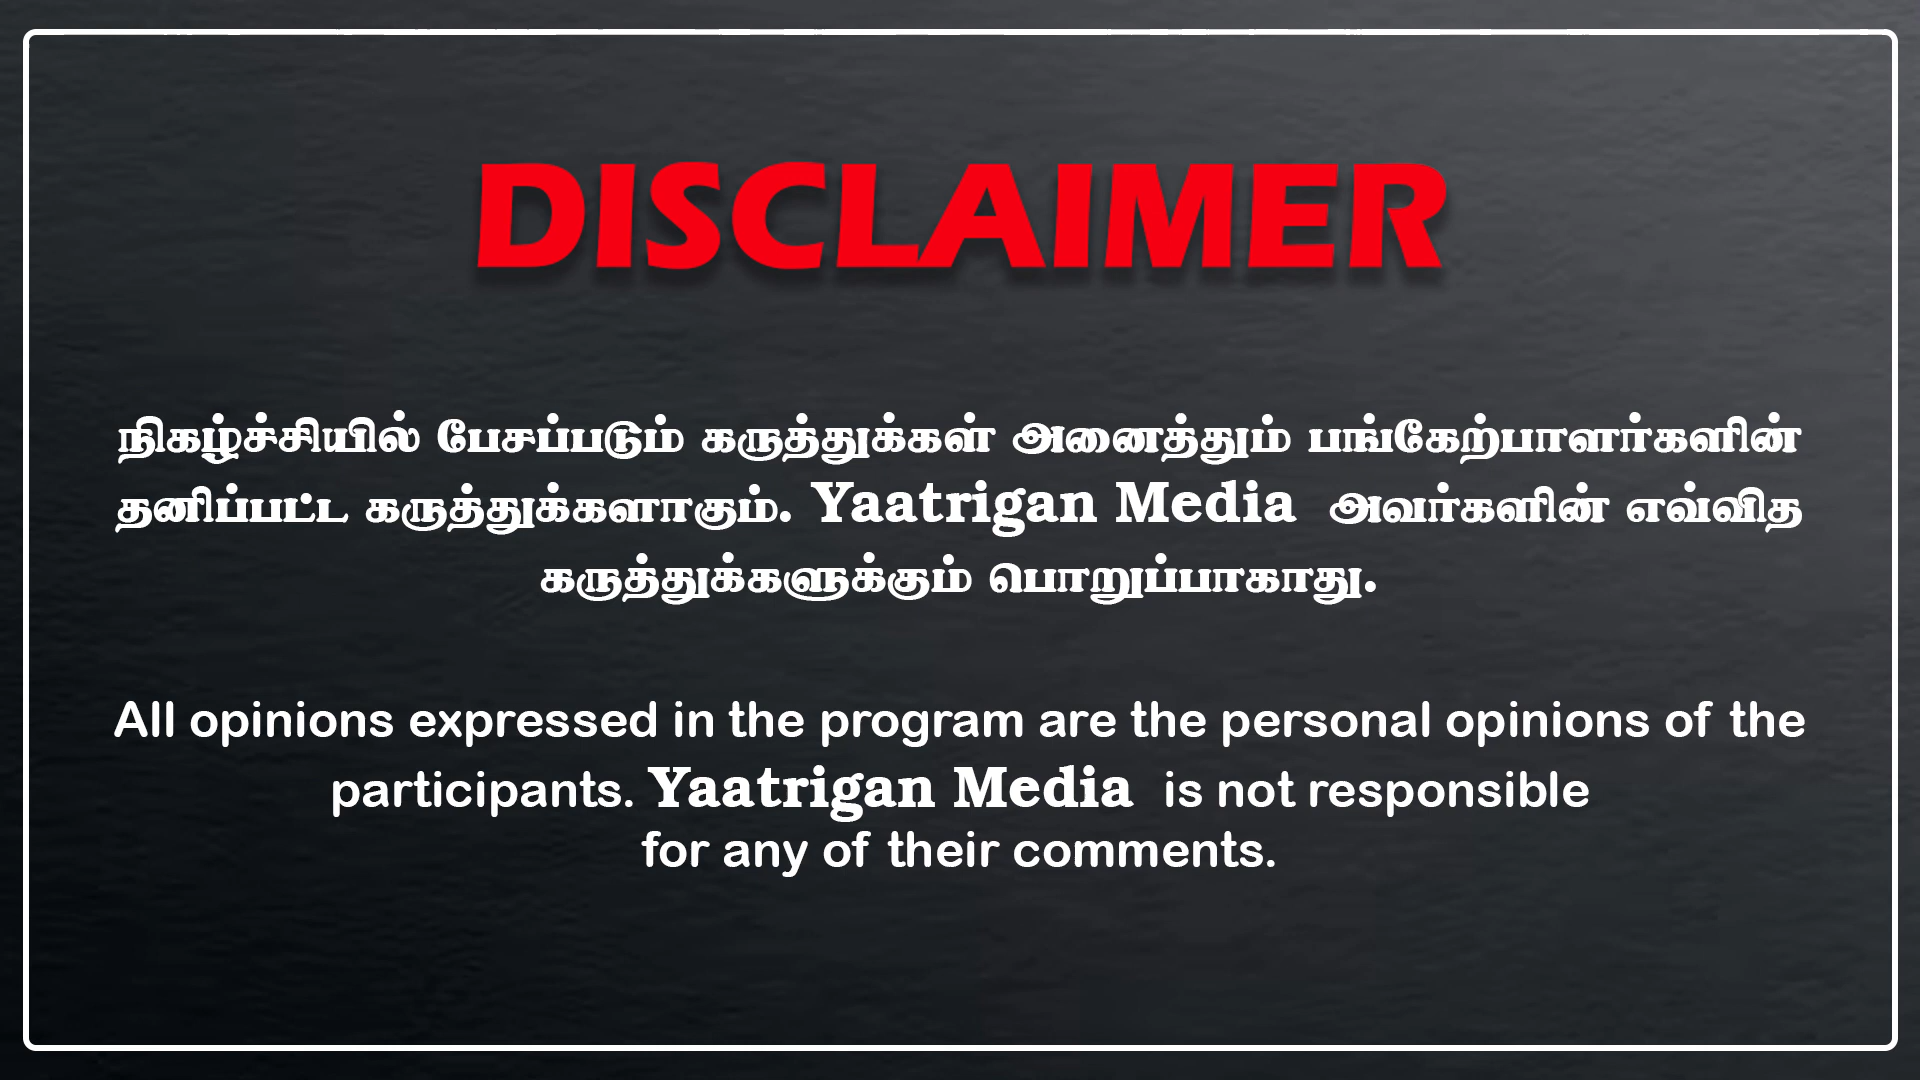 DISCLAIMER
நிகழ்ச்சியில் பேசப்படும் கருத்துக்கள் அனைத்தும் பங்கேற்பாளர்களின்
தனிப்பட்ட கருத்துக்களாகும். Yaatrigan Media அவர்களின் எவ்வித
கருத்துக்களுக்கும் பொறுப்பாகாது.
All opinions expressed in the program are the personal opinions of the
participants. Yaatrigan Media is not responsible
for any of their comments.